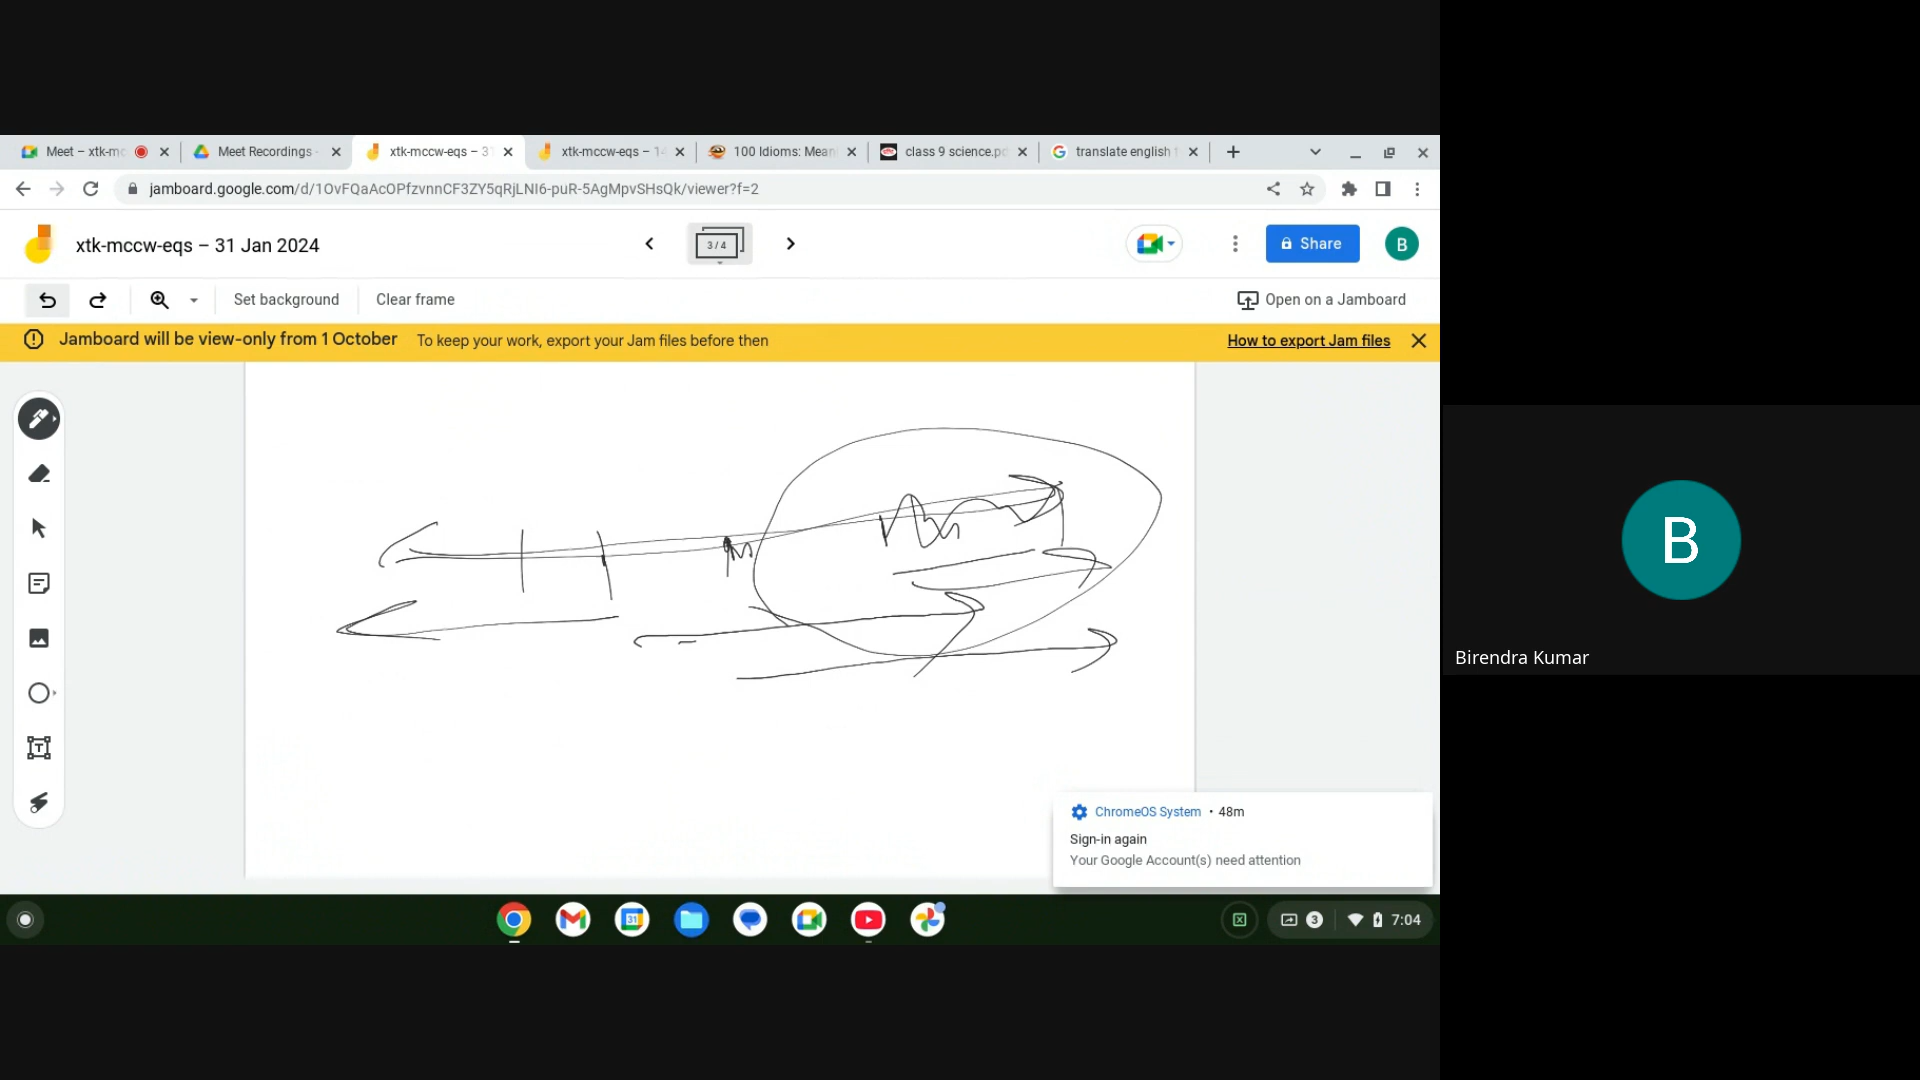 Meet – xtk-mc
Meet Recordings -
xtk-mccw-eqs – 31
xtk-mccw-eqs – 14
100 Idioms: Mean
class 9 science.pd
translate english t
jamboard.google.com/d/1OvFQaAcOPfzvnnCF3ZY5qRjLNI6-puR-5AgMpvSHsQk/viewer?f=2
xtk-mccw-eqs – 31 Jan 2024
3 / 4
Share
B
Set background
Clear frame
Open on a Jamboard
Jamboard will be view-only from 1 October
To keep your work, export your Jam files before then
How to export Jam files
B
Birendra Kumar
ChromeOS System • 48m
Sign-in again
Your Google Account(s) need attention
31
3
7:04